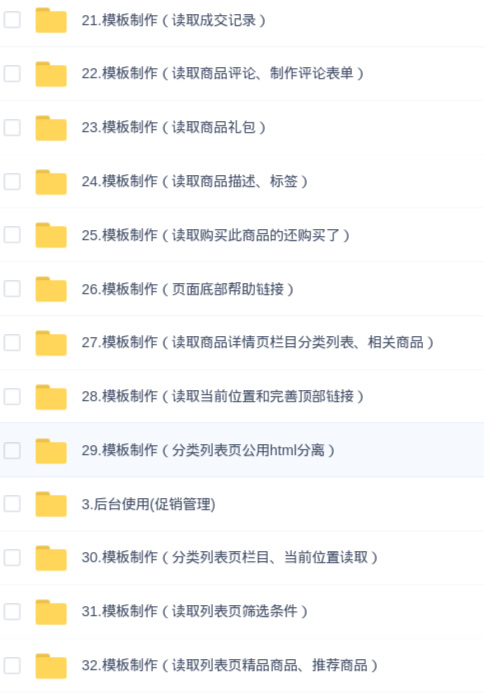 21.模板制作（读取成交记录）
22.模板制作（读取商品评论、制作评论表单）
23.模板制作（读取商品礼包）
24.模板制作（读取商品描述、标签）
25.模板制作（读取购买此商品的还购买了）
26.模板制作（页面底部帮助链接）
27.模板制作（读取商品详情页栏目分类列表、相关商品）
28.模板制作（读取当前位置和完善顶部链接）
29.模板制作（分类列表页公用html分离）
3.后台使用(促销管理)
30.模板制作（分类列表页栏目、当前位置读取）
31.模板制作（读取列表页筛选条件）
32.模板制作（读取列表页精品商品、推荐商品）